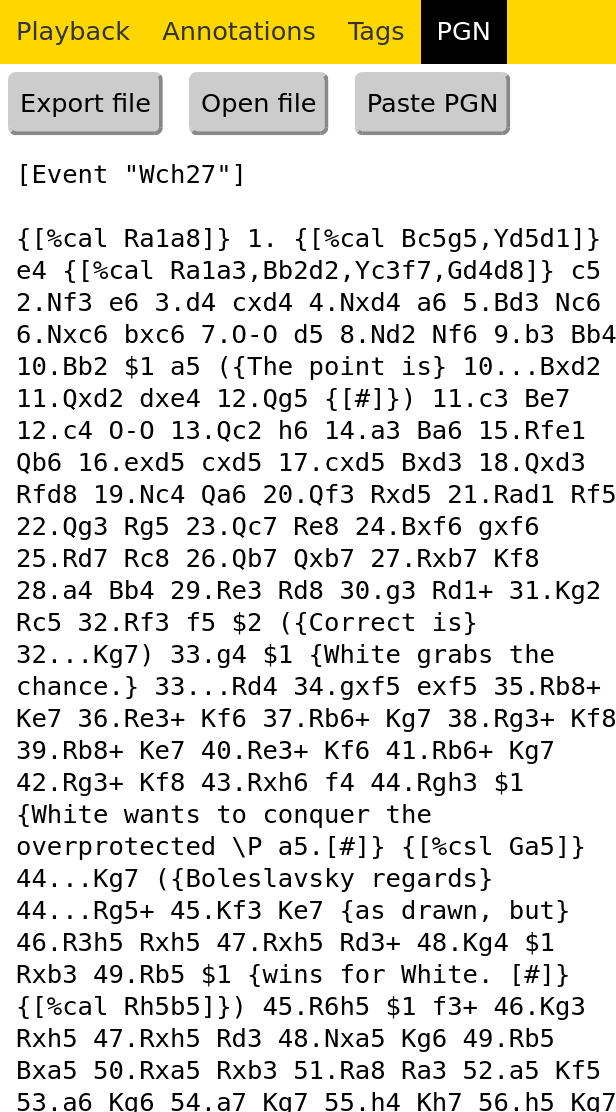 Playback Annotations Tags PGN
Export file Open file Paste PGN
[Event "Wch27"]
{[%cal Ra1a8]} 1. {[%cal Bc5g5,Yd5d1]}
e4 {[%cal Ra1a3,Bb2d2,Yc3f7,Gd4d8]} c5
2.Nf3 e6 3.d4 cxd4 4.Nxd4 a6 5.Bd3 Nc6
6.Nxc6 bxc6 7.O-O d5 8.Nd2 Nf6 9.b3 Bb4
10.Bb2 $1 a5 ({The point is} 10...Bxd2
11.Qxd2 dxe4 12.Qg5 {[#]}) 11.c3 Be7
12.c4 O-O 13.Qc2 h6 14.a3 Ba6 15.Rfe1
Qb6 16.exd5 cxd5 17.cxd5 Bxd3 18.Qxd3
Rfd8 19.Nc4 Qa6 20.Qf3 Rxd5 21.Rad1 Rf5
22.Qg3 Rg5 23.Qc7 Re8 24.Bxf6 gxf6
25.Rd7 Rc8 26.Qb7 Qxb7 27.Rxb7 Kf8
28.a4 Bb4 29.Re3 Rd8 30.g3 Rd1+ 31.Kg2
Rc5 32.Rf3 f5 $2 ({Correct is}
32...Kg7) 33.g4 $1 {White grabs the
chance.} 33...Rd4 34.gxf5 exf5 35.Rb8+
Ke7 36.Re3+ Kf6 37.Rb6+ Kg7 38.Rg3+ Kf8
39.Rb8+ Ke7 40.Re3+ Kf6 41.Rb6+ Kg7
42.Rg3+ Kf8 43.Rxh6 f4 44.Rgh3 $1
{White wants to conquer the
overprotected \P a5.[#]} {[%csl Ga5]}
44...Kg7 ({Boleslavsky regards}
44...Rg5+ 45.Kf3 Ke7 {as drawn, but}
46.R3h5 Rxh5 47.Rxh5 Rd3+ 48.Kg4 $1
Rxb3 49.Rb5 $1 {wins for White. [#]}
{[%cal Rh5b5]}) 45.R6h5 $1 f3+ 46.Kg3
Rxh5 47.Rxh5 Rd3 48.Nxa5 Kg6 49.Rb5
Bxa5 50.Rxa5 Rxb3 51.Ra8 Ra3 52.a5 Kf5
53.a6 Kg6 54.a7 Kg7 55.h4 Kh7 56.h5 Kg7